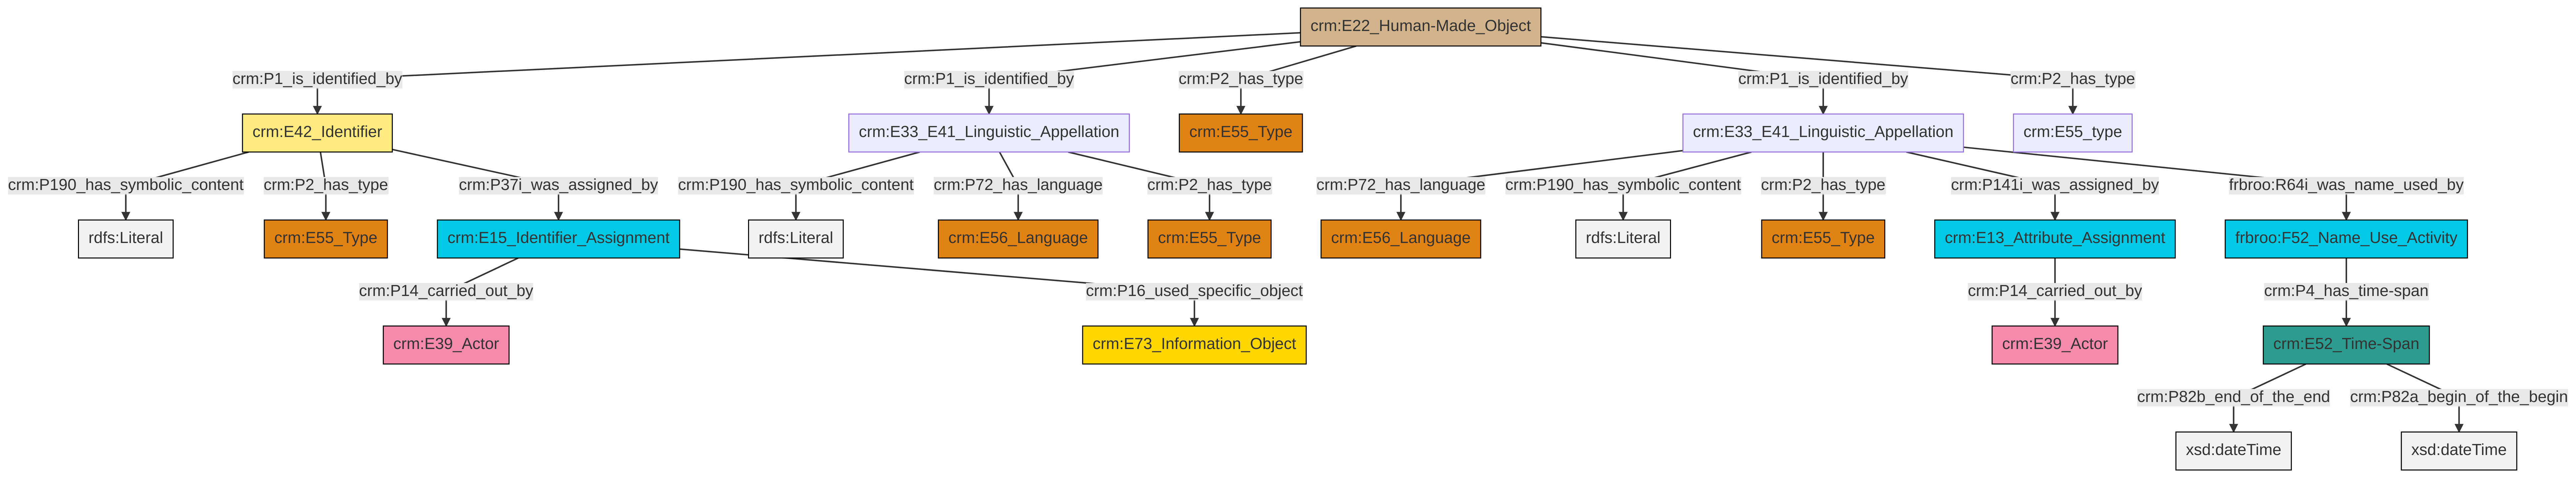 crm:E22_Human-Made_Object
crm:P1_is_identified_by
crm:P1_is_identified_by
crm:P2_has_type
crm:P1_is_identified_by
crm:P2_has_type
crm:E42_Identifier
crm:E33_E41_Linguistic_Appellation
crm:E55_Type
crm:E33_E41_Linguistic_Appellation
crm:E55_type
crm:P190_has_symbolic_content
crm:P2_has_type
crm:P37i_was_assigned_by
crm:P190_has_symbolic_content
crm:P72_has_language
crm:P2_has_type
crm:P72_has_language
crm:P190_has_symbolic_content
crm:P2_has_type
crm:P141i_was_assigned_by
frbroo:R64i_was_name_used_by
rdfs:Literal
crm:E55_Type
crm:E15_Identifier_Assignment
rdfs:Literal
crm:E56_Language
crm:E55_Type
crm:E56_Language
rdfs:Literal
crm:E55_Type
crm:E13_Attribute_Assignment
frbroo:F52_Name_Use_Activity
crm:P14_carried_out_by
crm:P16_used_specific_object
crm:P14_carried_out_by
crm:P4_has_time-span
crm:E39_Actor
crm:E73_Information_Object
crm:E39_Actor
crm:E52_Time-Span
crm:P82b_end_of_the_end
crm:P82a_begin_of_the_begin
xsd:dateTime
xsd:dateTime